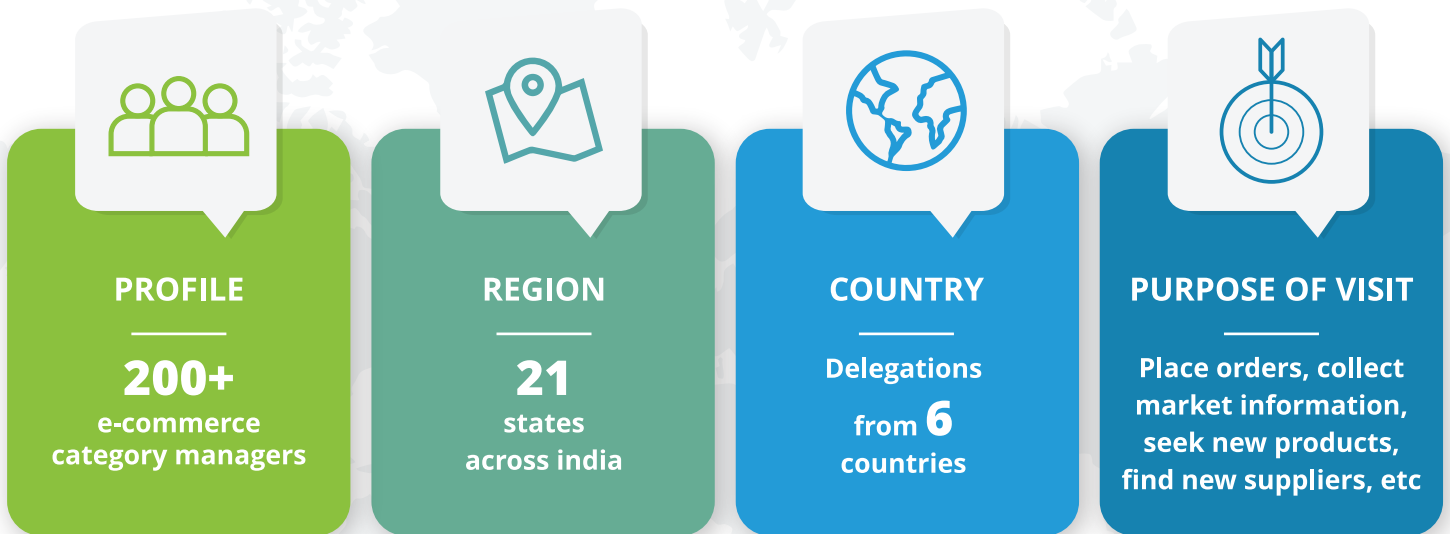 PROFILE
200+
e-commerce
category managers
REGION
21
states
across india
COUNTRY
Delegations
from 6
countries
PURPOSE OF VISIT
Place orders, collect
market information,
seek new products,
find new suppliers, etc